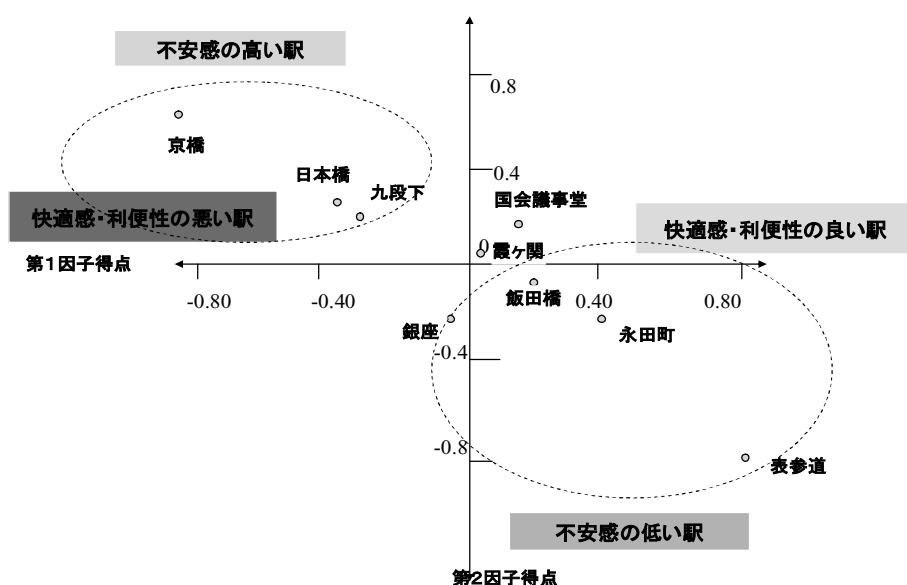 不安感の高い駅
0.8
京橋
日本橋
0.4
九段下
国会議事堂
快適感・利便性の悪い駅
快適感・利便性の良い駅
0
霞ヶ関
第1因子得点
-0.80
-0.40
飯田橋
0.40
0.80
銀座
永田町
-0.4
-0.8
表参道
不安感の低い駅
第2因子得点